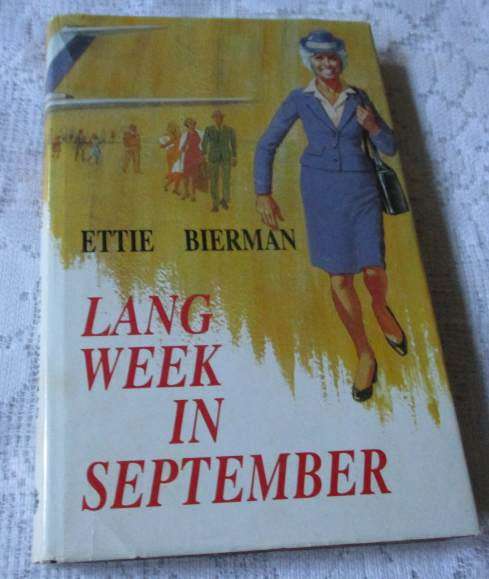 ETTIE BIERMAN
LANG
WEEK
IN
SEPTEMBER